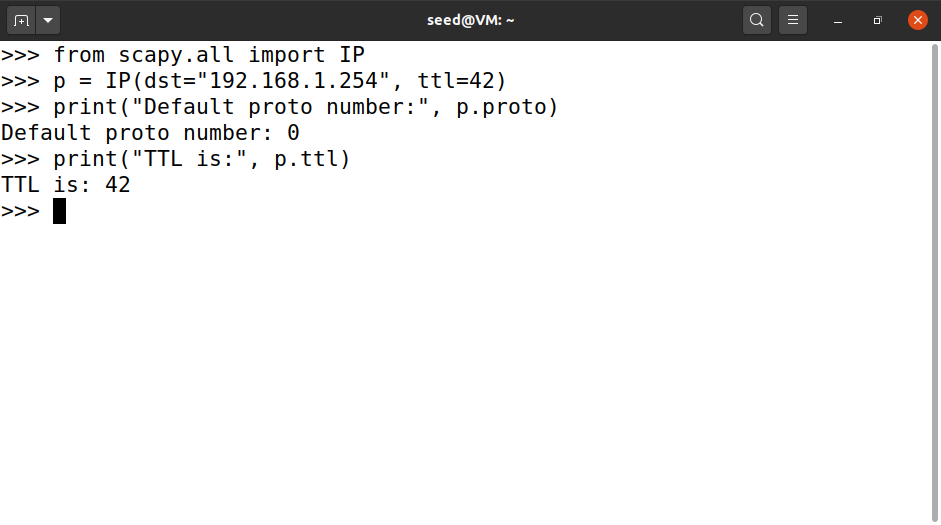 seed@VM: ~
>>> from scapy.all import IP
>>> p = IP(dst="192.168.1.254", ttl=42)
>>> print("Default proto number:", p.proto)
Default proto number: 0
>>> print("TTL is:", p.ttl)
TTL is: 42
>>>